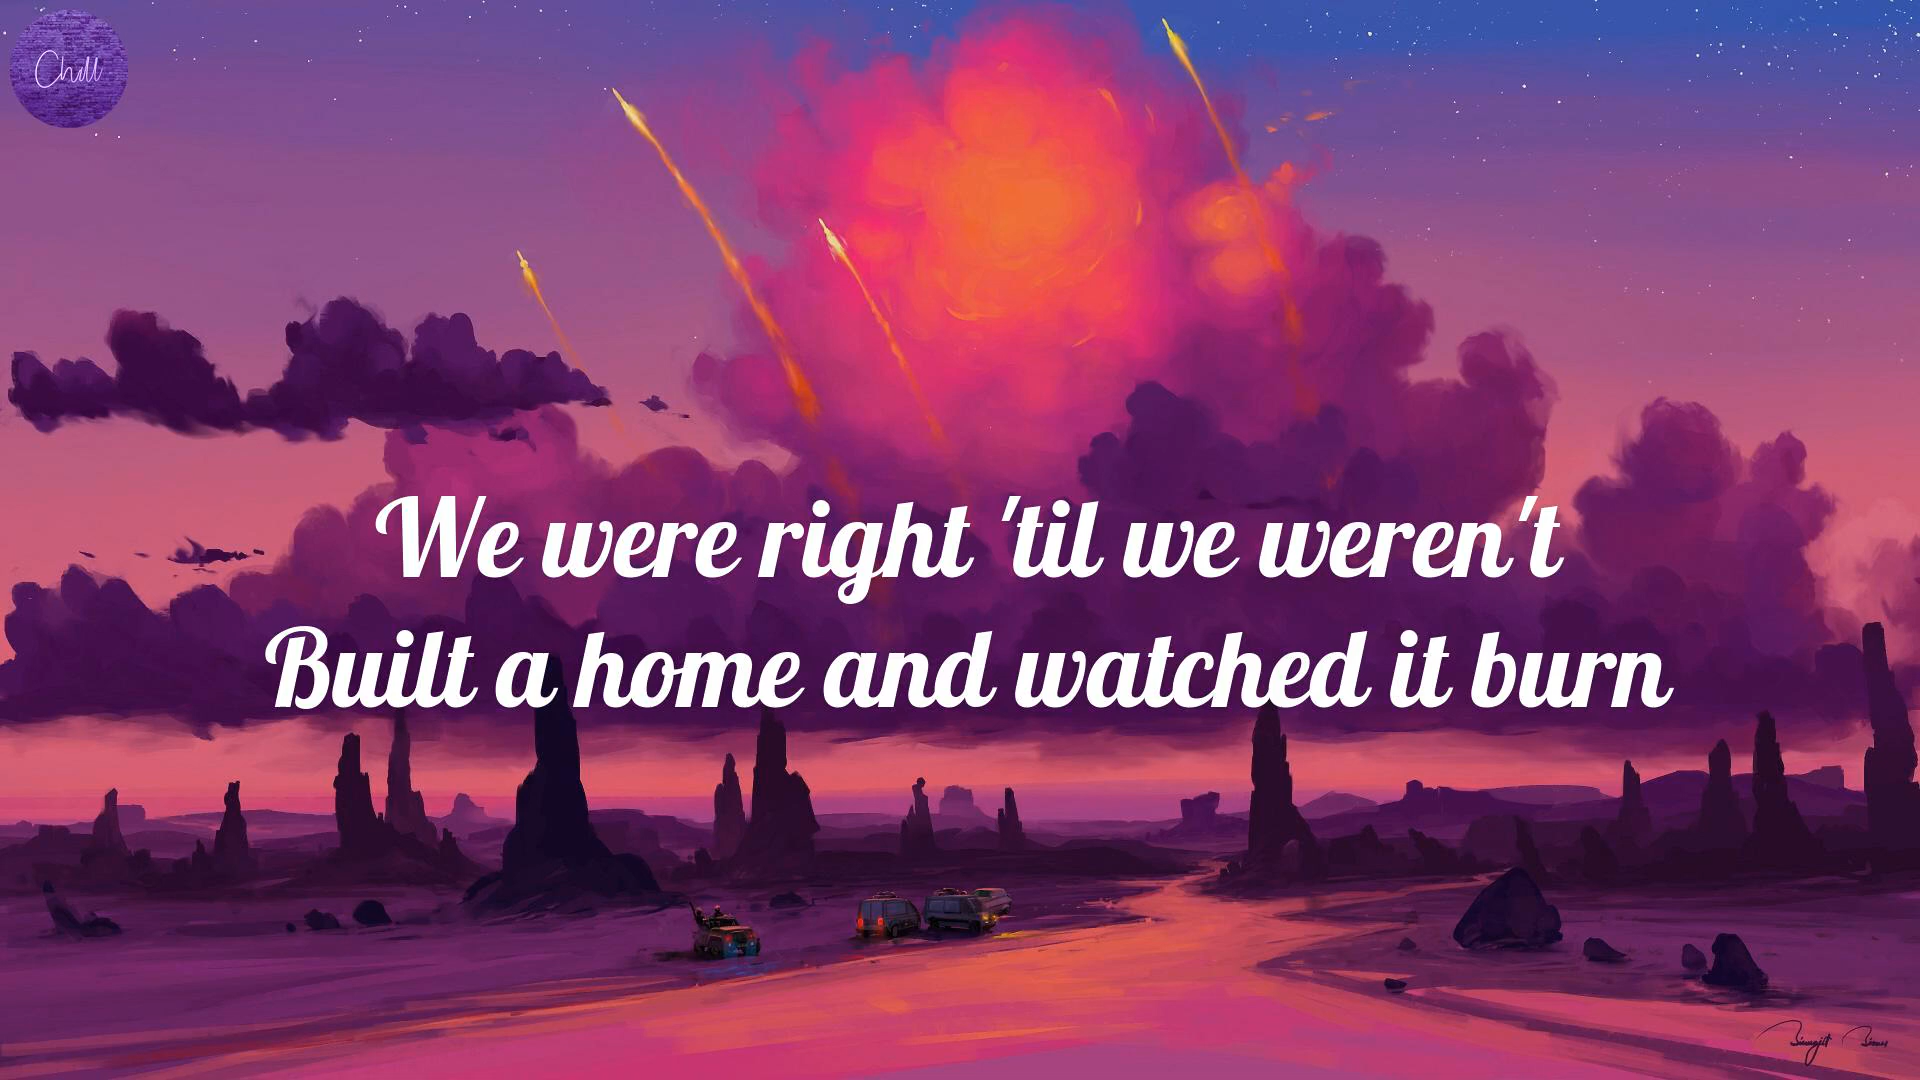 Chill
We were right 'til we weren't
Built a home and watched it burn